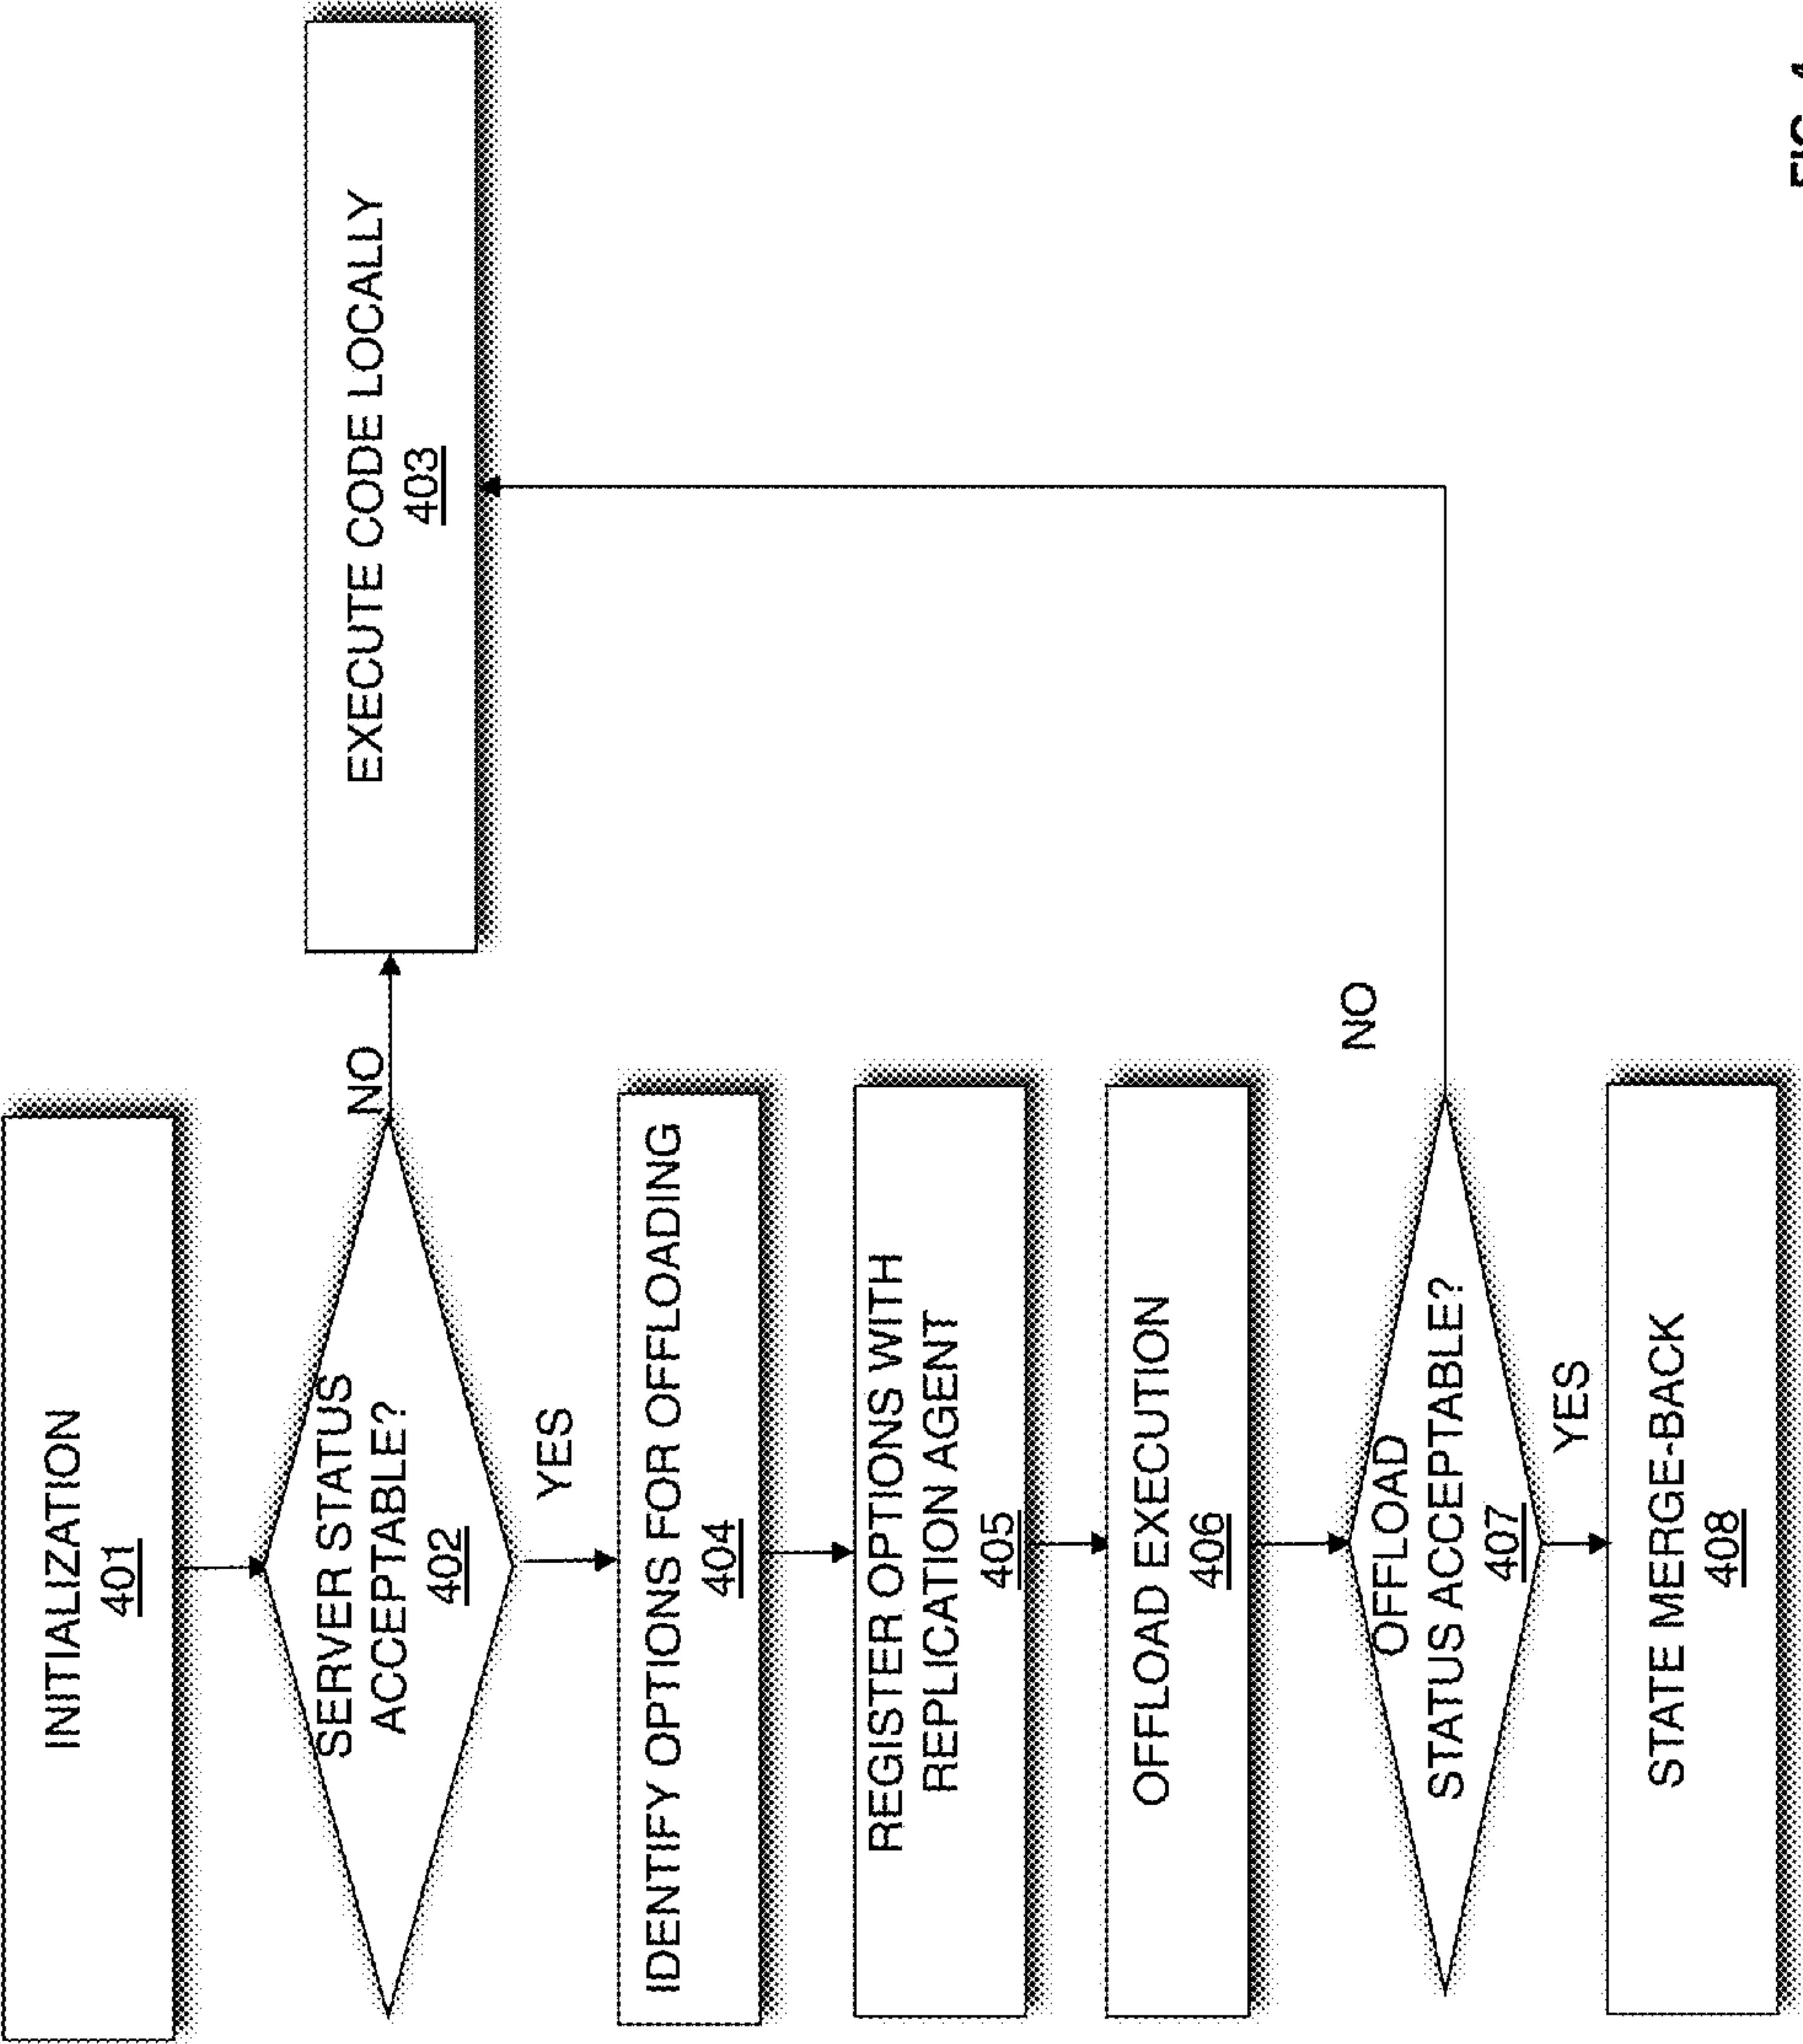 INITIALIZATION
401
SERVER STATUS
ACCEPTABLE?
402
NO
EXECUTE CODE LOCALLY
403
YES
IDENTIFY OPTIONS FOR OFFLOADING
404
REGISTER OPTIONS WITH
REPLICATION AGENT
405
OFFLOAD EXECUTION
406
OFFLOAD
STATUS ACCEPTABLE?
407
NO
YES
STATE MERGE-BACK
408